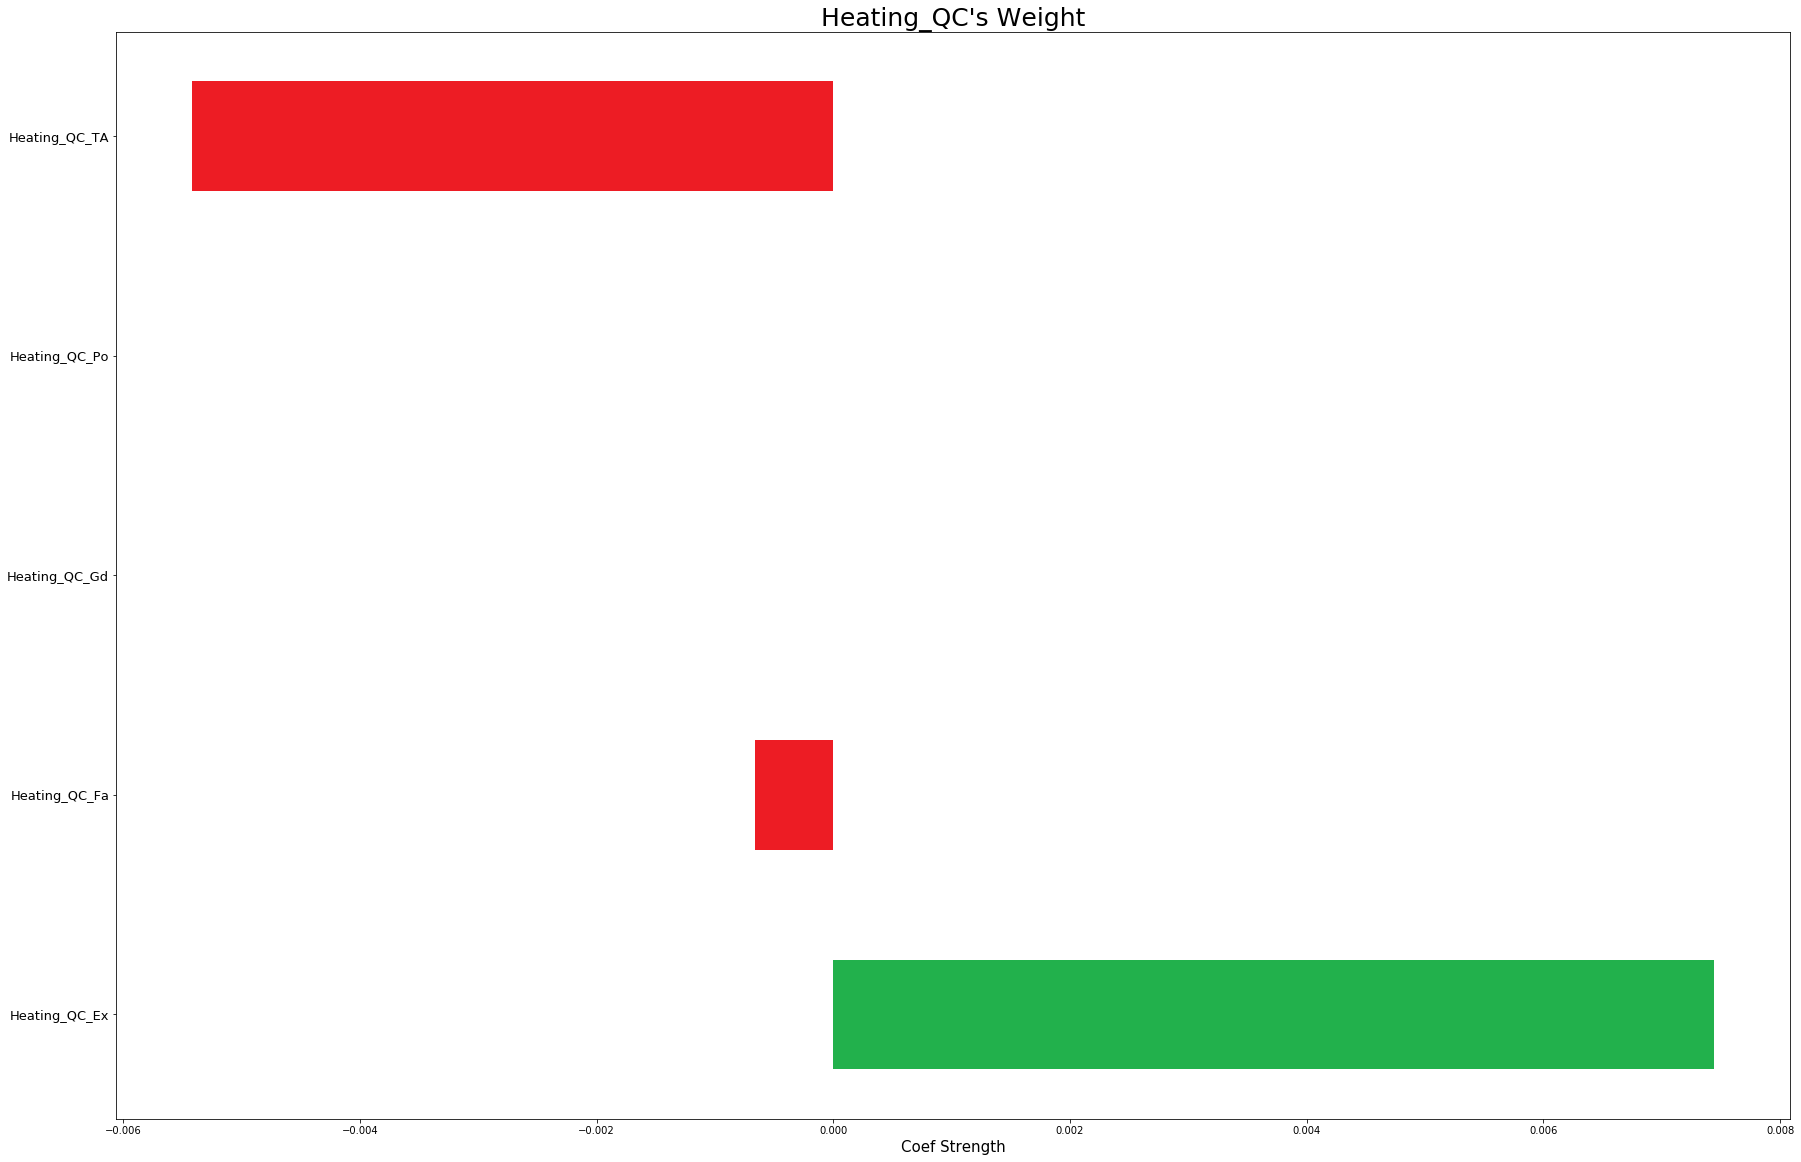 Heating_QC's Weight
Heating_QC_TA
Heating_QC_Po
Heating_QC_Gd
Heating_QC_Fa
Heating_QC_Ex
−0.006 −0.004 −0.002 0.000 0.002 0.004 0.006 0.008
Coef Strength